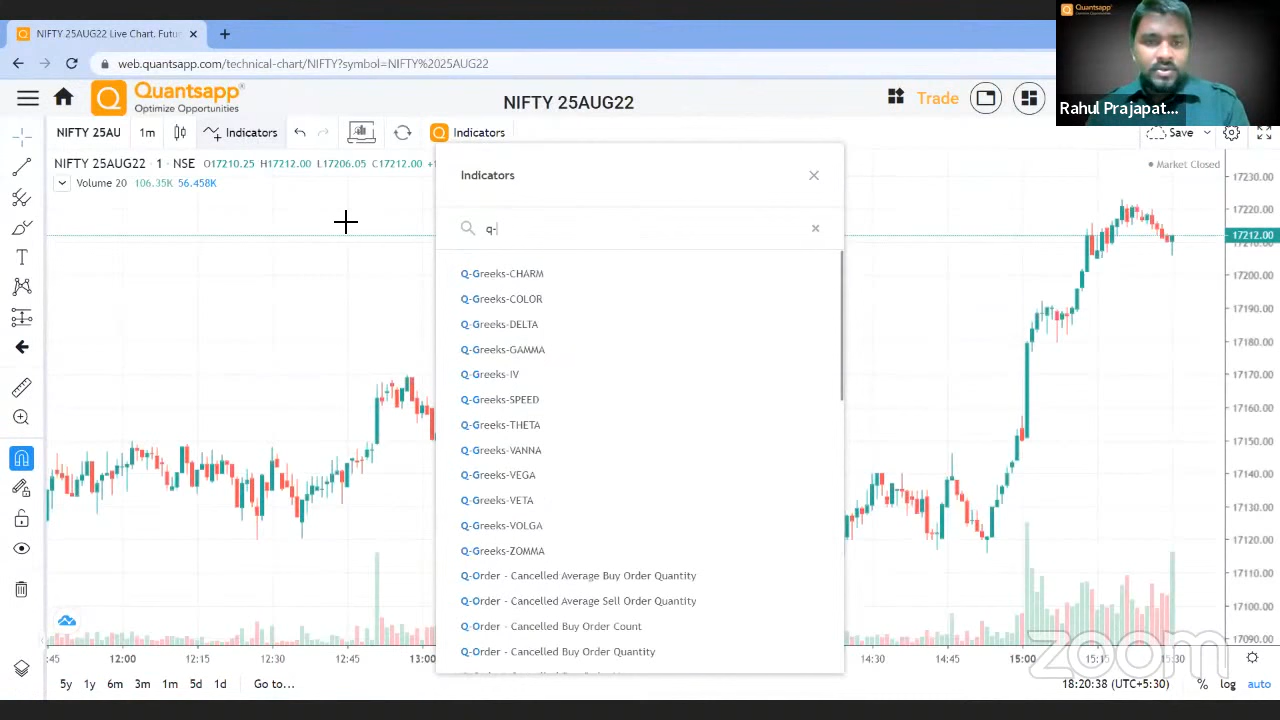 NIFTY 25AUG22 Live Chart. Futur
web.quantsapp.com/technical-chart/NIFTY?symbol=NIFTY%2025AUG22
Quantsapp
Rahul Prajapat...
Quantsapp
Optimize Opportunities
NIFTY 25AUG22
Trade
NIFTY 25AU
1m
Indicators
Indicators
Save
NIFTY 25AUG22 · 1 · NSE O17210.25 H17212.00 L17206.05 C17212.00
Market Closed
Volume 20 106.35K 56.458K
Indicators
q-
Q-Greeks-CHARM
Q-Greeks-COLOR
Q-Greeks-DELTA
Q-Greeks-GAMMA
Q-Greeks-IV
Q-Greeks-SPEED
Q-Greeks-THETA
Q-Greeks-VANNA
Q-Greeks-VEGA
Q-Greeks-VETA
Q-Greeks-VOLGA
Q-Greeks-ZOMMA
Q-Order - Cancelled Average Buy Order Quantity
Q-Order - Cancelled Average Sell Order Quantity
Q-Order - Cancelled Buy Order Count
Q-Order - Cancelled Buy Order Quantity
17230.00
17220.00
17212.00
17200.00
17190.00
17180.00
17170.00
17160.00
17150.00
17140.00
17130.00
17120.00
17110.00
17100.00
17090.00
zoom
:45 12:00 12:15 12:30 12:45 13:00 14:30 14:45 15:00 15:15 15:30
5y 1y 6m 3m 1m 5d 1d Go to...
18:20:38 (UTC+5:30) % log auto